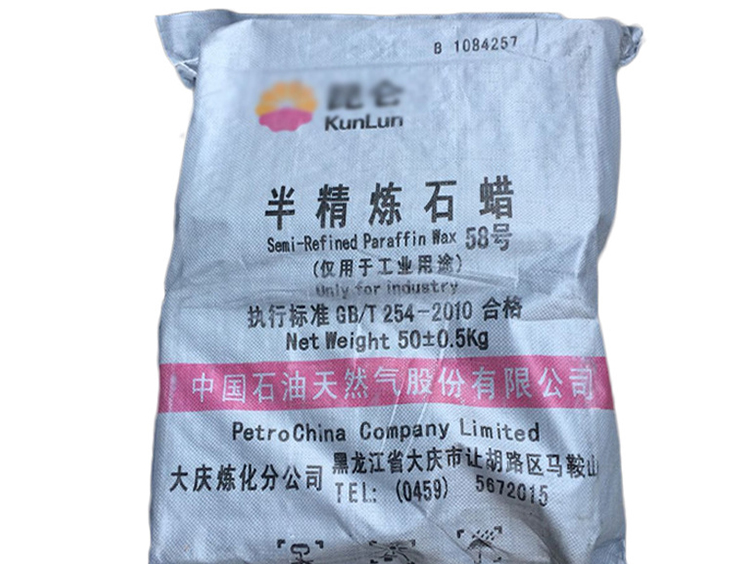 B 1084257
昆仑
KunLun
半精炼石蜡
Semi-Refined Paraffin Wax 58号
(仅用于工业用途)
Only for industry
执行标准 GB/T 254-2010 合格
Net Weight 50±0.5Kg
中国石油天然气股份有限公司
PetroChina Company Limited
大庆炼化分公司 黑龙江省大庆市让胡路区马鞍山
TEL: (0459) 5672015